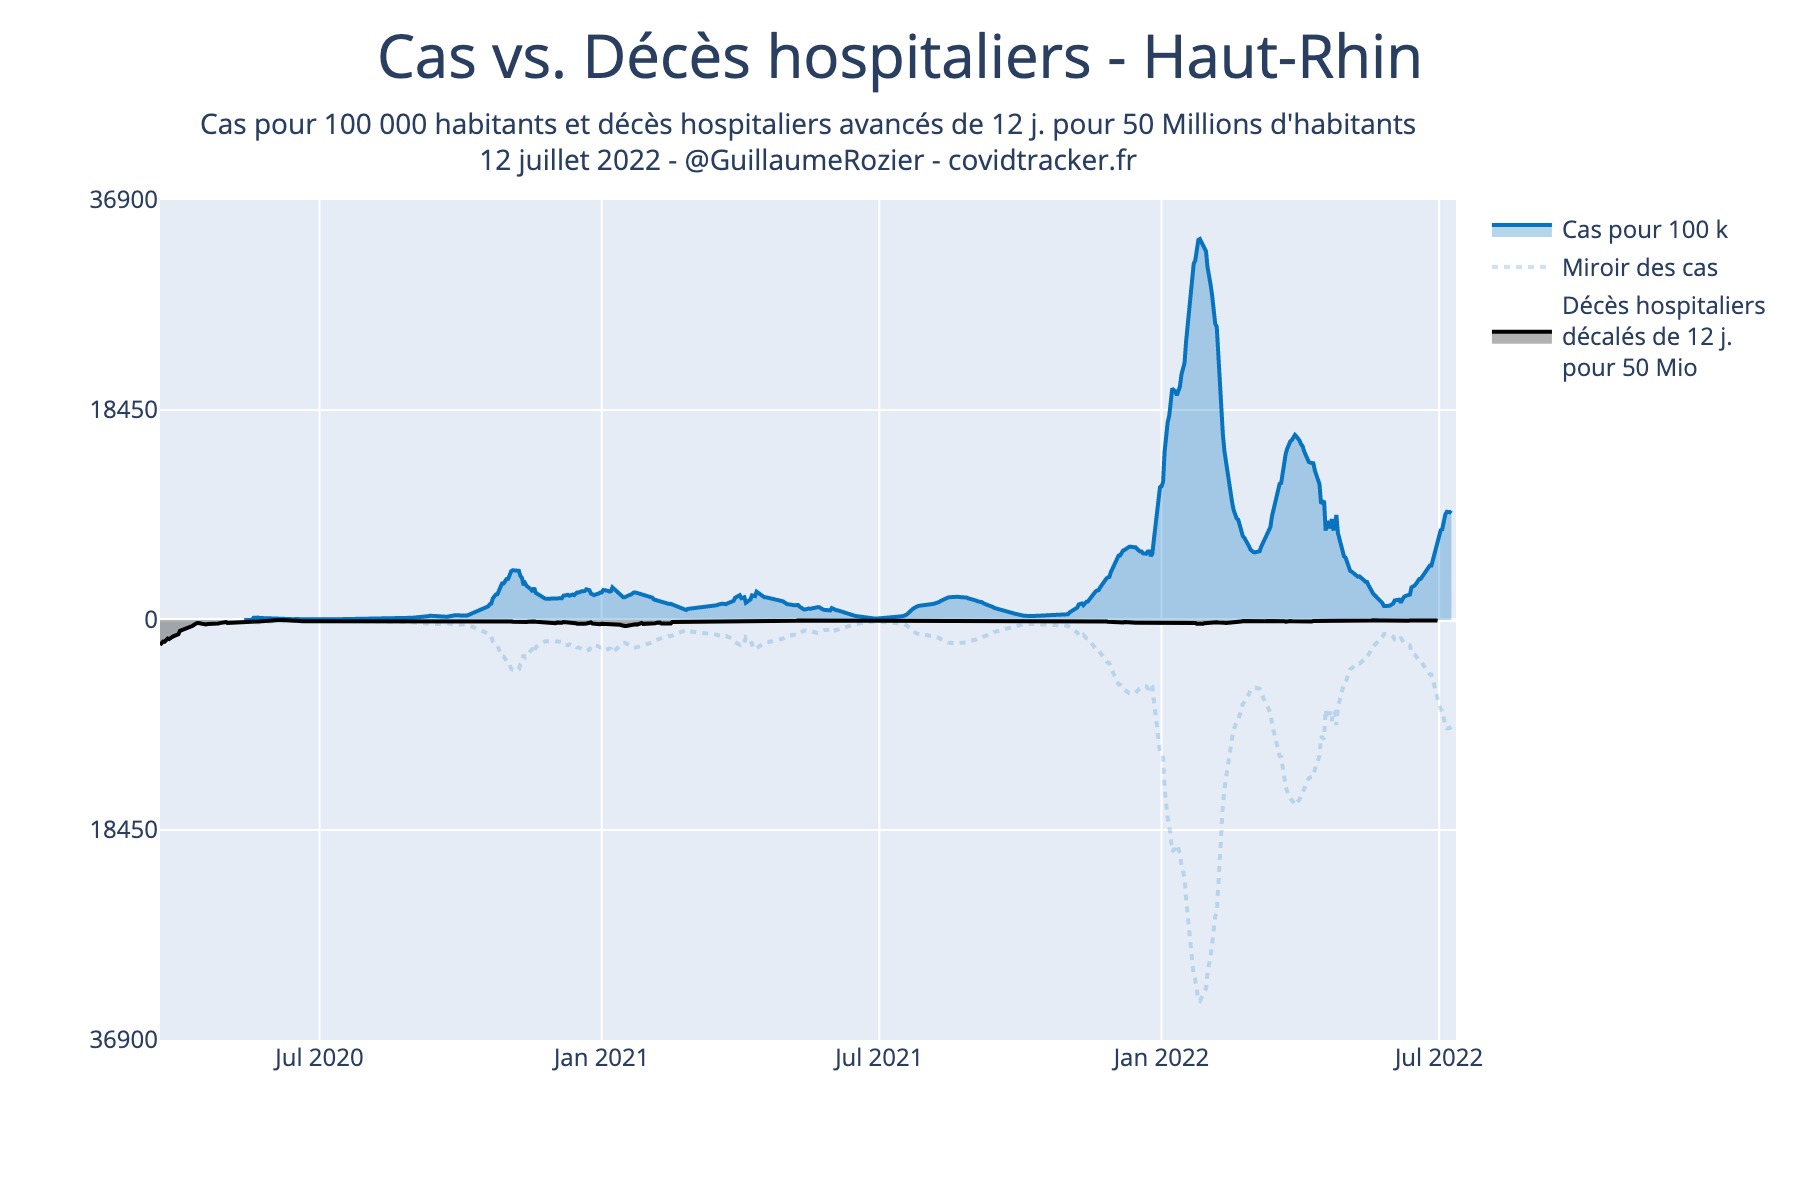 Cas vs. Décès hospitaliers - Haut-Rhin
Cas pour 100 000 habitants et décès hospitaliers avancés de 12 j. pour 50 Millions d'habitants
12 juillet 2022 - @GuillaumeRozier - covidtracker.fr
36900
18450
0
18450
36900
Jul 2020
Jan 2021
Jul 2021
Jan 2022
Jul 2022
Cas pour 100 k
Miroir des cas
Décès hospitaliers
décalés de 12 j.
pour 50 Mio